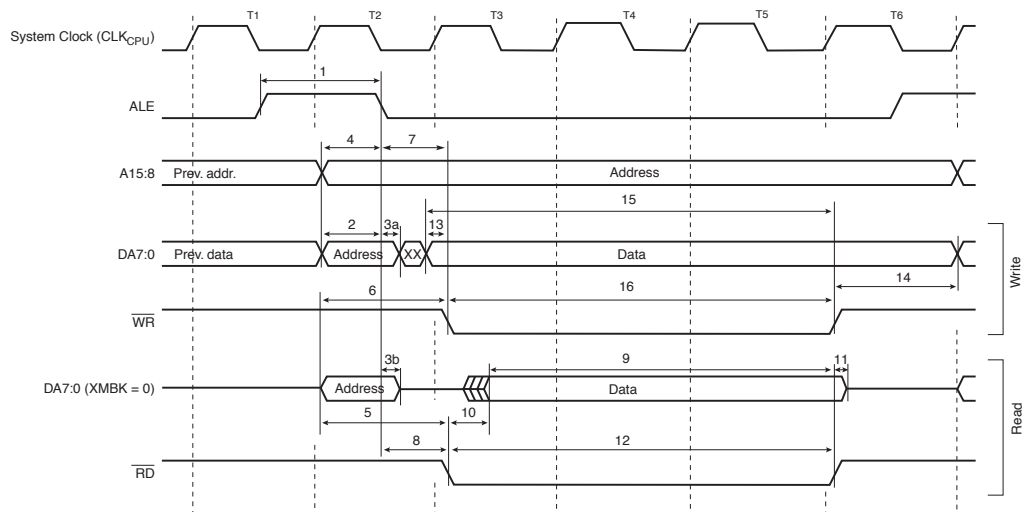 T1 T2 T3 T4 T5 T6
System Clock (CLKCPU)
1
ALE
4 7
A15:8 Prev. addr. Address
15
2 3a 13
DA7:0 Prev. data Address XX Data
14
6 16
WR
Write
3b 9 11
DA7:0 (XMBK = 0) Address Data
5 10
8 12
RD
Read